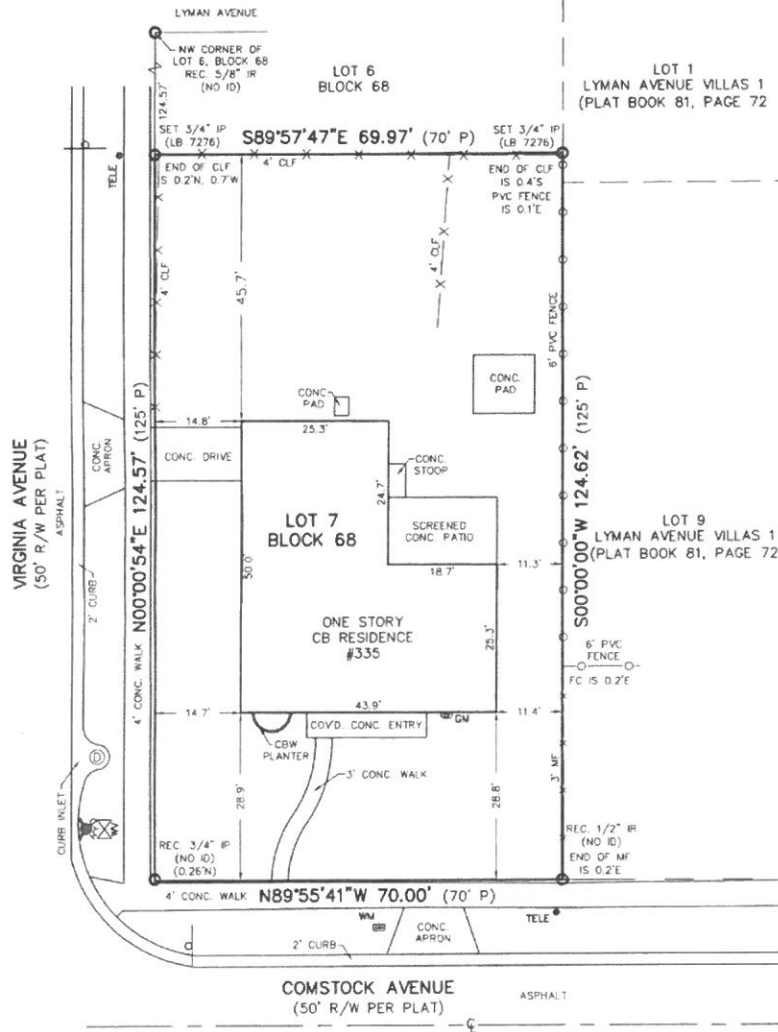 LYMAN AVENUE
NW CORNER OF
LOT 6, BLOCK 68
REC. 5/8" IR
(NO ID)
124.57'
LOT 6
BLOCK 68
LOT 1
LYMAN AVENUE VILLAS 1
(PLAT BOOK 81, PAGE 72
SET 3/4" IP
(LB 7276)
S89°57'47"E 69.97' (70' P)
SET 3/4" IP
(LB 7276)
TELE
END OF CLF
IS 0.2'N, 0.7'W
4' CLF
END OF CLF
IS 0.4'S
PVC FENCE
IS 0.1'E
4' CLF
4' CLF
45.7'
6' PVC FENCE
CONC.
PAD
CONC
PAD
14.8'
25.3'
CONC. DRIVE
CONC.
APRON
VIRGINIA AVENUE
(50' R/W PER PLAT)
ASPHALT
2' CURB
4' CONC. WALK N00°00'54"E 124.57' (125' P)
CONC.
STOOP
24.7'
LOT 7
BLOCK 68
SCREENED
CONC. PATIO
18.7'
11.3'
S00°00'00"W 124.62' (125' P)
LOT 9
LYMAN AVENUE VILLAS 1
(PLAT BOOK 81, PAGE 72
50.0'
ONE STORY
CB RESIDENCE
#335
25.3'
6' PVC
FENCE
FC IS 0.2'E
14.7'
43.9'
11.4'
COV'D. CONC. ENTRY
GM
CBW
PLANTER
3' CONC. WALK
3' MF
28.9'
28.8'
D
CURB INLET
REC. 3/4" IP
(NO ID)
(0.26'N)
REC. 1/2" IR
(NO ID)
END OF MF
IS 0.2'E
4' CONC. WALK N89°55'41"W 70.00' (70' P)
WM
CONC.
APRON
TELE
2' CURB
COMSTOCK AVENUE
(50' R/W PER PLAT)
ASPHALT